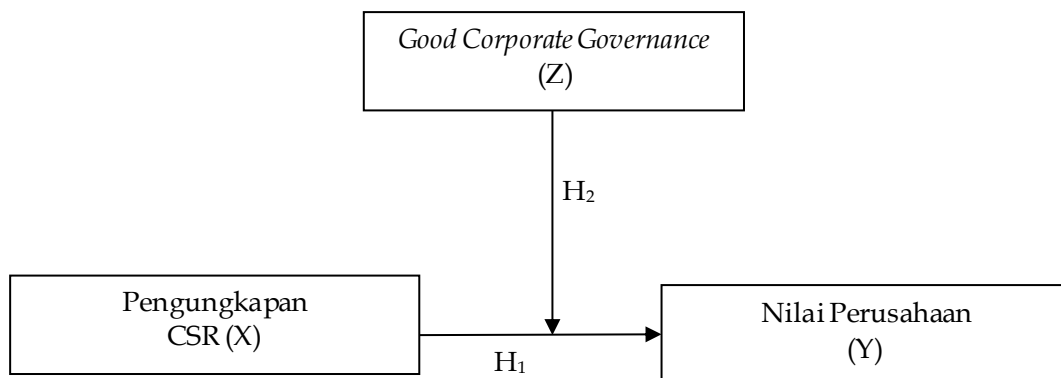 Good Corporate Governance
(Z)
H₂
Pengungkapan
CSR (X)
H₁
Nilai Perusahaan
(Y)